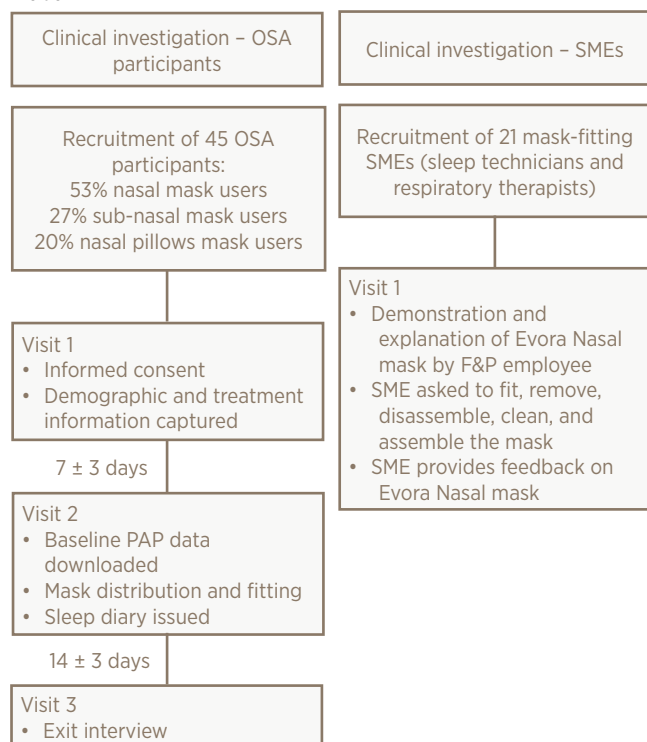 Clinical investigation – OSA
participants
Recruitment of 45 OSA
participants:
53% nasal mask users
27% sub-nasal mask users
20% nasal pillows mask users
Visit 1
• Informed consent
• Demographic and treatment
information captured
7 ± 3 days
Visit 2
• Baseline PAP data
downloaded
• Mask distribution and fitting
• Sleep diary issued
14 ± 3 days
Visit 3
• Exit interview
Clinical investigation – SMEs
Recruitment of 21 mask-fitting
SMEs (sleep technicians and
respiratory therapists)
Visit 1
• Demonstration and
explanation of Evora Nasal
mask by F&P employee
• SME asked to fit, remove,
disassemble, clean, and
assemble the mask
• SME provides feedback on
Evora Nasal mask